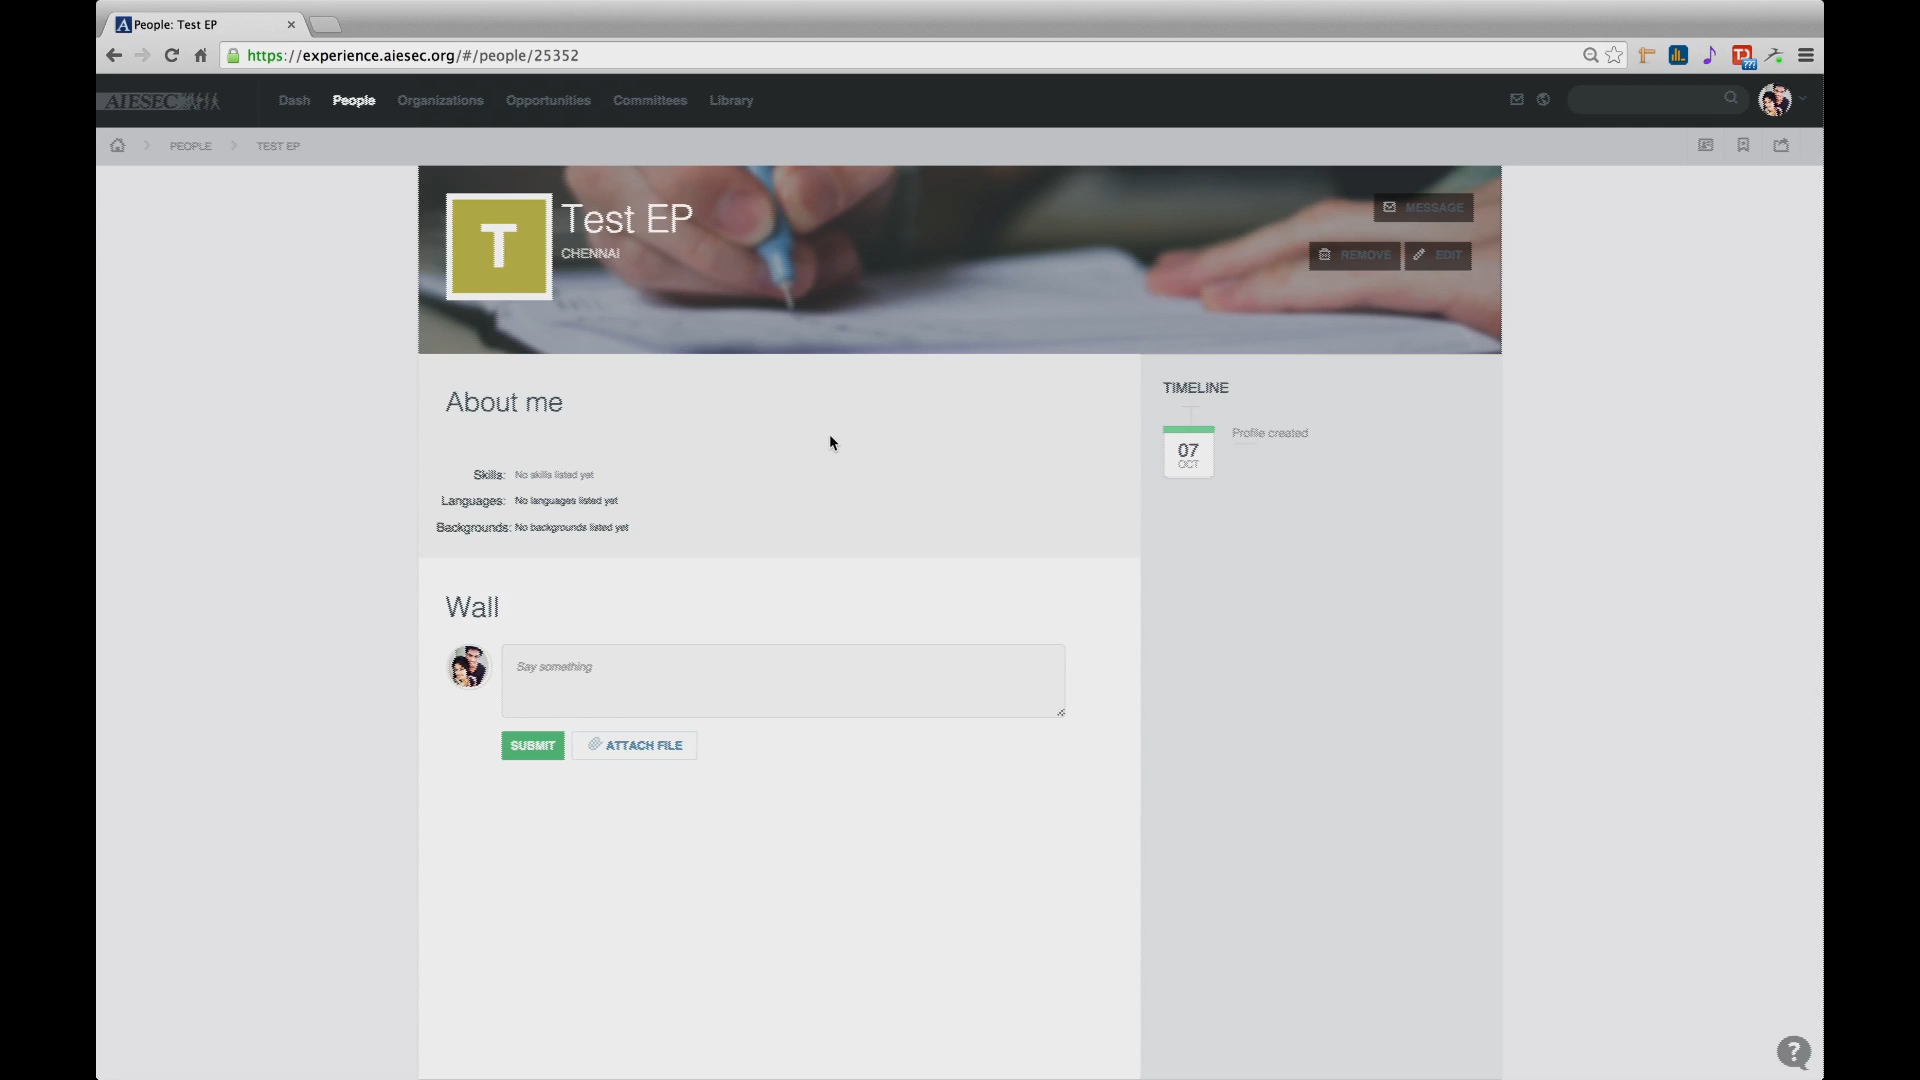 People: Test EP
https://experience.aiesec.org/#/people/25352
AIESEC
Dash People Organizations Opportunities Committees Library
PEOPLE TEST EP
T
Test EP
CHENNAI
MESSAGE
REMOVE EDIT
About me
Skills: No skills listed yet
Languages: No languages listed yet
Backgrounds: No backgrounds listed yet
TIMELINE
07
OCT
Profile created
Wall
Say something
SUBMIT ATTACH FILE
?